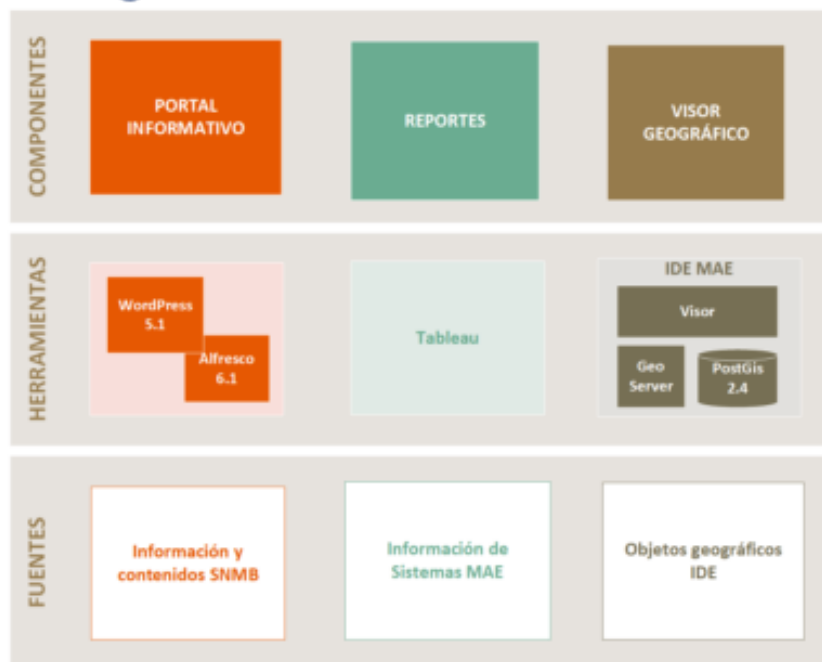 COMPONENTES
PORTAL
INFORMATIVO
REPORTES
VISOR
GEOGRÁFICO
HERRAMIENTAS
WordPress
5.1
Alfresco
6.1
Tableau
IDE MAE
Visor
Geo
Server
PostGis
2.4
FUENTES
Información y
contenidos SNMB
Información de
Sistemas MAE
Objetos geográficos
IDE